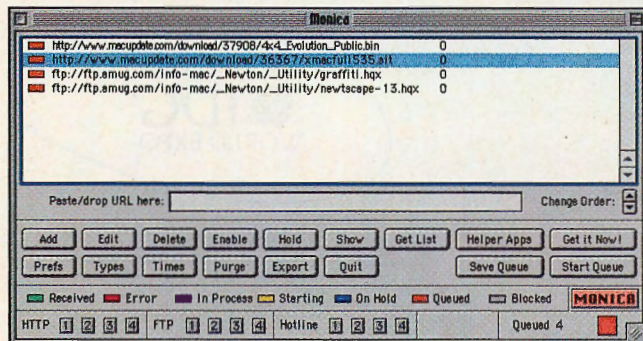 Monica
http://www.macupdate.com/download/37908/4x4_Evolution_Public.bin 0
http://www.macupdate.com/download/36367/xmacfull535.sit 0
ftp://ftp.amug.com/info-mac/_Newton/_Utility/graffiti.hqx 0
ftp://ftp.amug.com/info-mac/_Newton/_Utility/newtscape-13.hqx 0
Paste/drop URL here: Change Order:
Add Edit Delete Enable Hold Show Get List Helper Apps Get it Now!
Prefs Types Times Purge Export Quit Save Queue Start Queue
Received Error In Process Starting On Hold Queued Blocked MONICA
HTTP 1 2 3 4 FTP 1 2 3 4 Hotline 1 2 3 4 Queued 4